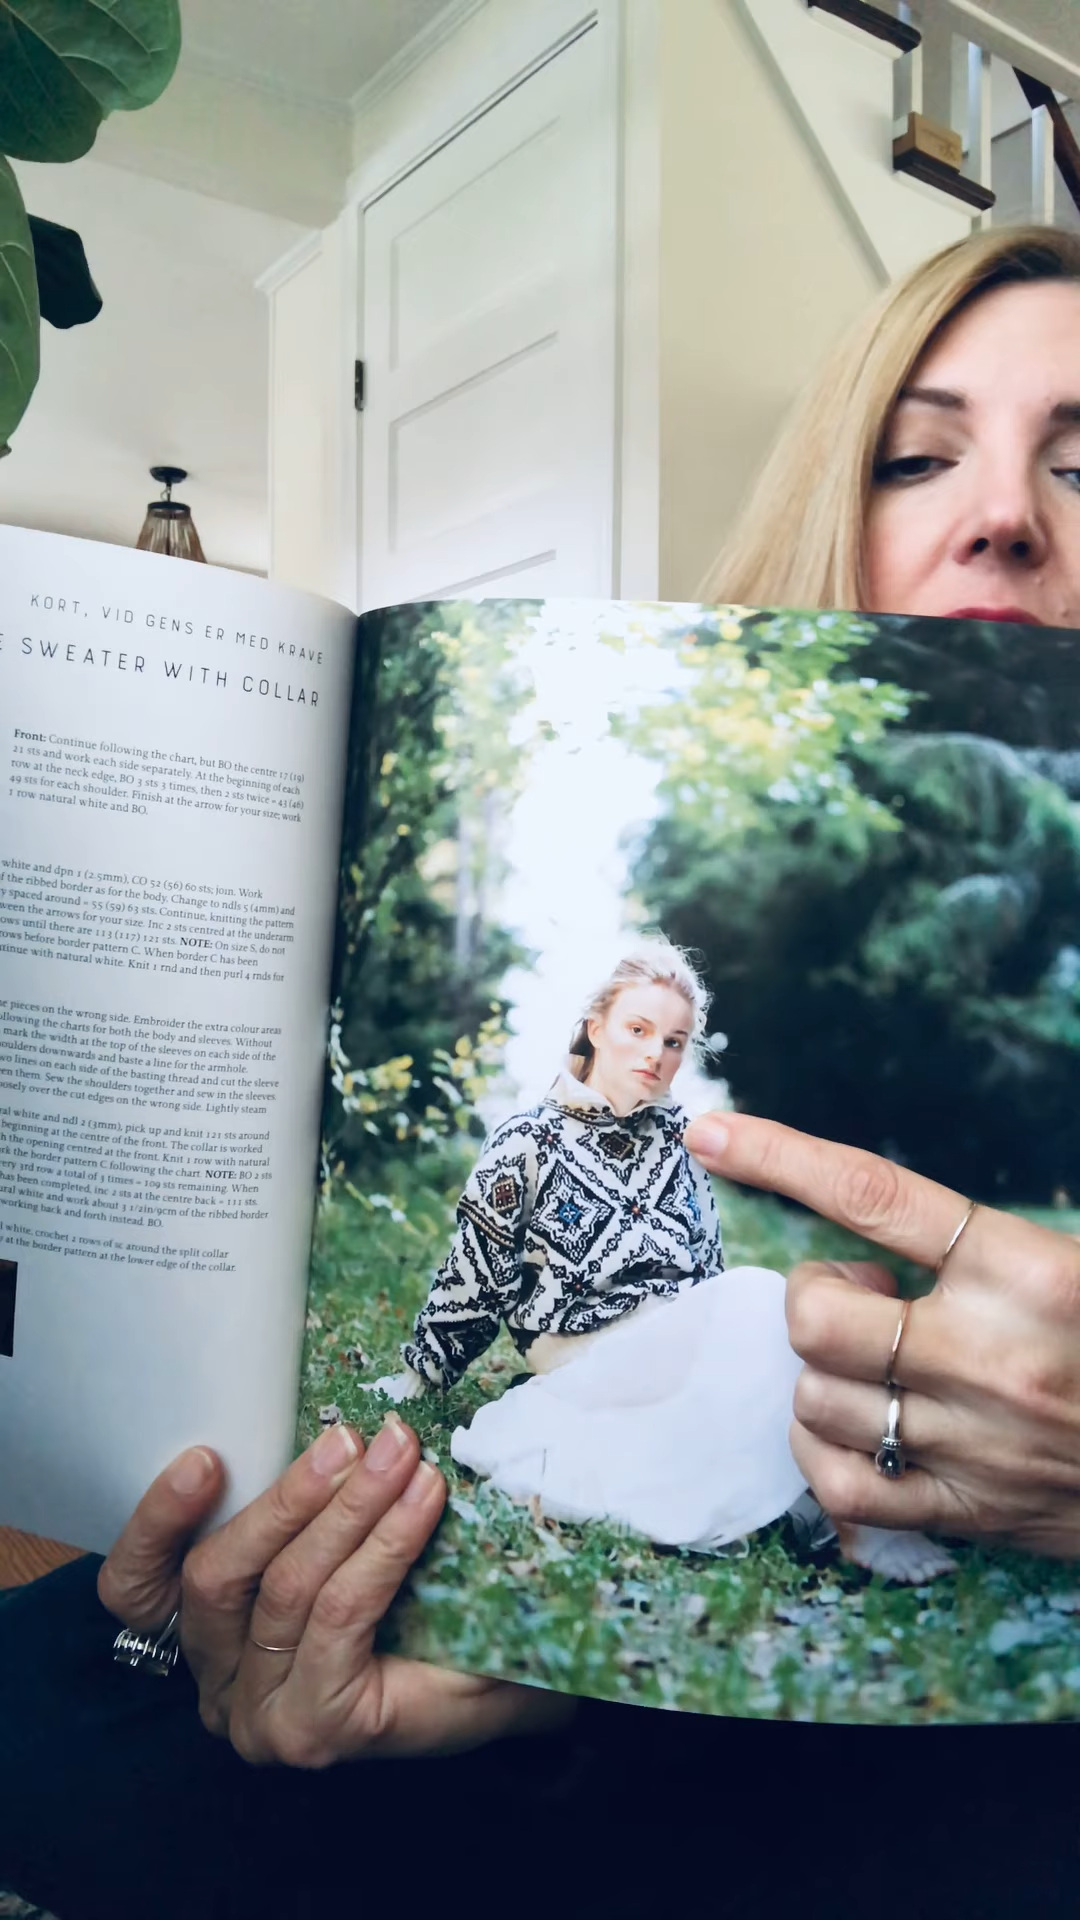 KORT, VID GENSER MED KRAVE
E SWEATER WITH COLLAR
Front: Continue following the chart, but BO the centre 17 (19)
21 sts and work each side separately. At the beginning of each
row at the neck edge, BO 3 sts 3 times, then 2 sts twice = 43 (46)
49 sts for each shoulder. Finish at the arrow for your size; work
1 row natural white and BO.
white and dpn 1 (2.5mm), CO 52 (56) 60 sts; join. Work
f the ribbed border as for the body. Change to ndls 5 (4mm) and
y spaced around = 55 (59) 63 sts. Continue, knitting the pattern
ween the arrows for your size. Inc 2 sts centred at the underarm
ows until there are 113 (117) 121 sts. NOTE: On size S, do not
rows before border pattern C. When border C has been
ntinue with natural white. Knit 1 rnd and then purl 4 rnds for
e pieces on the wrong side. Embroider the extra colour areas
llowing the charts for both the body and sleeves. Without
mark the width at the top of the sleeves on each side of the
oulders downwards and baste a line for the armhole.
wo lines on each side of the basting thread and cut the sleeve
en them. Sew the shoulders together and sew in the sleeves.
oosely over the cut edges on the wrong side. Lightly steam
ral white and ndl 2 (3mm), pick up and knit 121 sts around
beginning at the centre of the front. The collar is worked
h the opening centred at the front. Knit 1 row with natural
rk the border pattern C following the chart. NOTE: BO 2 sts
very 3rd row a total of 3 times = 109 sts remaining. When
has been completed, inc 2 sts at the centre back = 111 sts.
ural white and work about 3 1/2in/9cm of the ribbed border
working back and forth instead. BO.
l white, crochet 2 rows of sc around the split collar
at the border pattern at the lower edge of the collar.